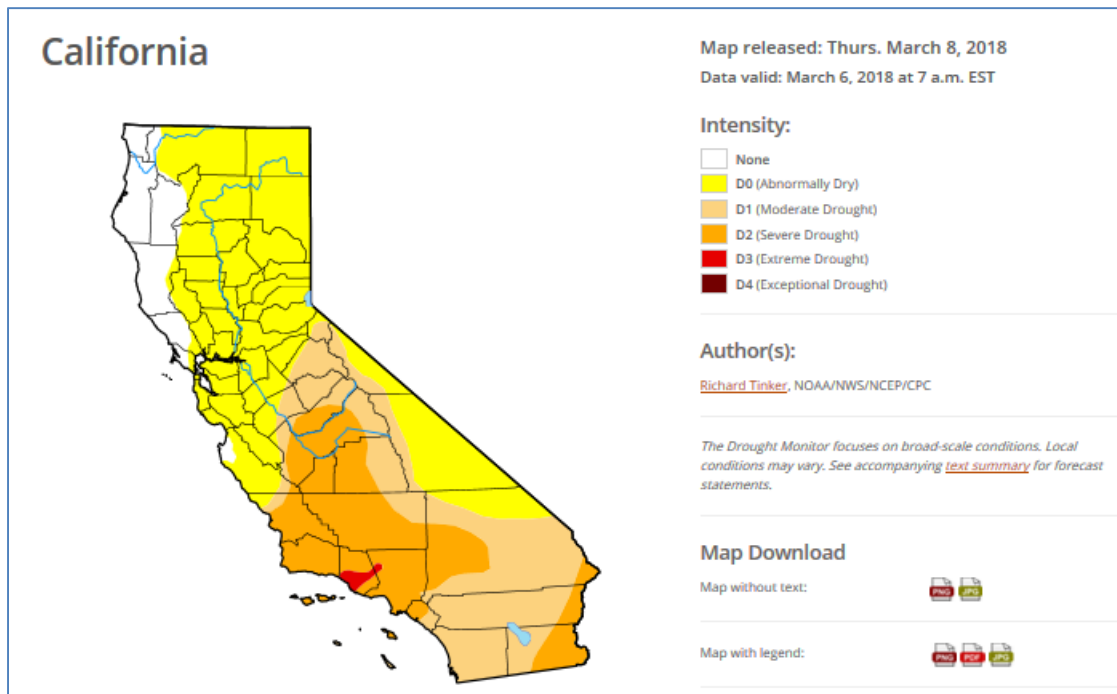 California
Map released: Thurs. March 8, 2018
Data valid: March 6, 2018 at 7 a.m. EST
Intensity:
None
D0 (Abnormally Dry)
D1 (Moderate Drought)
D2 (Severe Drought)
D3 (Extreme Drought)
D4 (Exceptional Drought)
Author(s):
Richard Tinker, NOAA/NWS/NCEP/CPC
The Drought Monitor focuses on broad-scale conditions. Local
conditions may vary. See accompanying text summary for forecast
statements.
Map Download
Map without text:
PNG JPG
Map with legend:
PNG PDF JPG